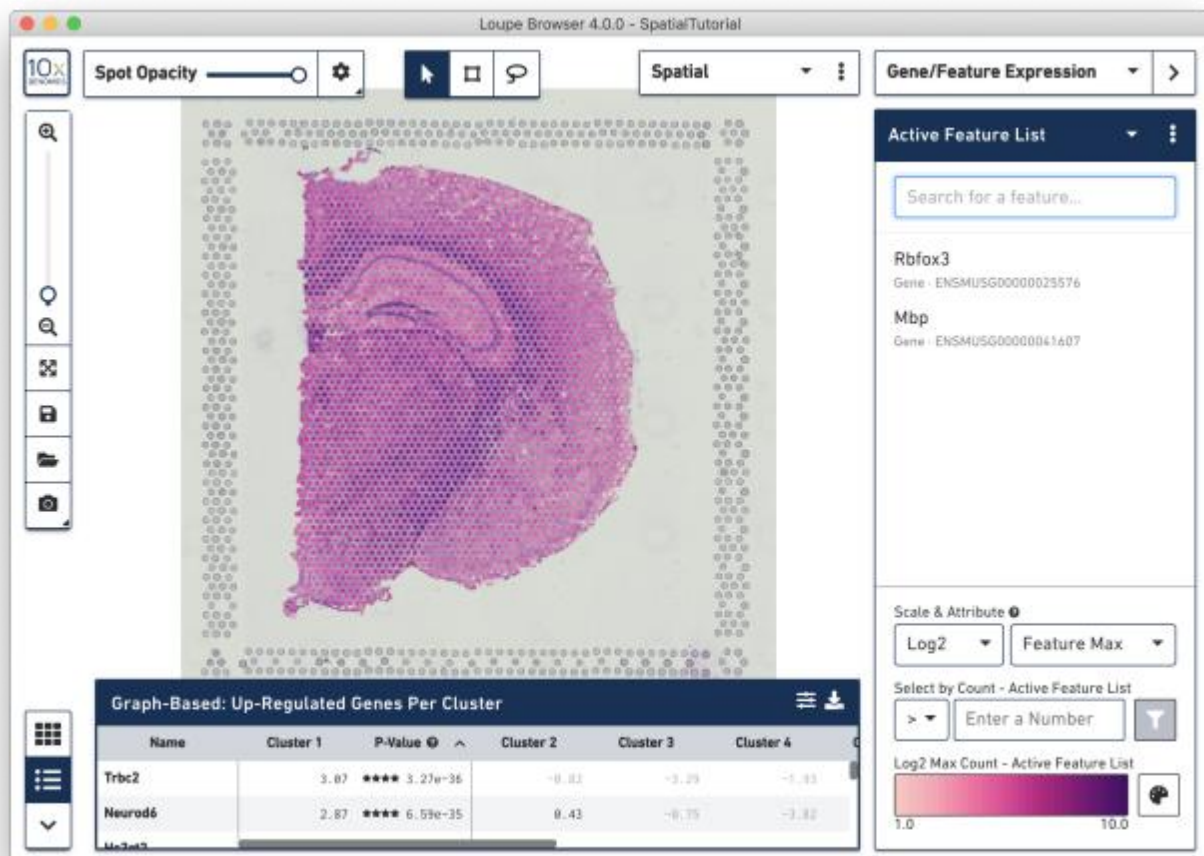 Loupe Browser 4.0.0 - SpatialTutorial
10x
GENOMICS
Spot Opacity
Spatial
Gene/Feature Expression
Active Feature List
Search for a feature...
Rbfox3
Gene · ENSMUSG00000025576
Mbp
Gene · ENSMUSG00000041607
Scale & Attribute
Log2
Feature Max
Select by Count - Active Feature List
>
Enter a Number
Log2 Max Count - Active Feature List
1.0
10.0
Graph-Based: Up-Regulated Genes Per Cluster
Name Cluster 1 P-Value Cluster 2 Cluster 3 Cluster 4
Trbc2 3.07 **** 3.27e-36
Neurod6 2.87 **** 6.59e-35 0.43